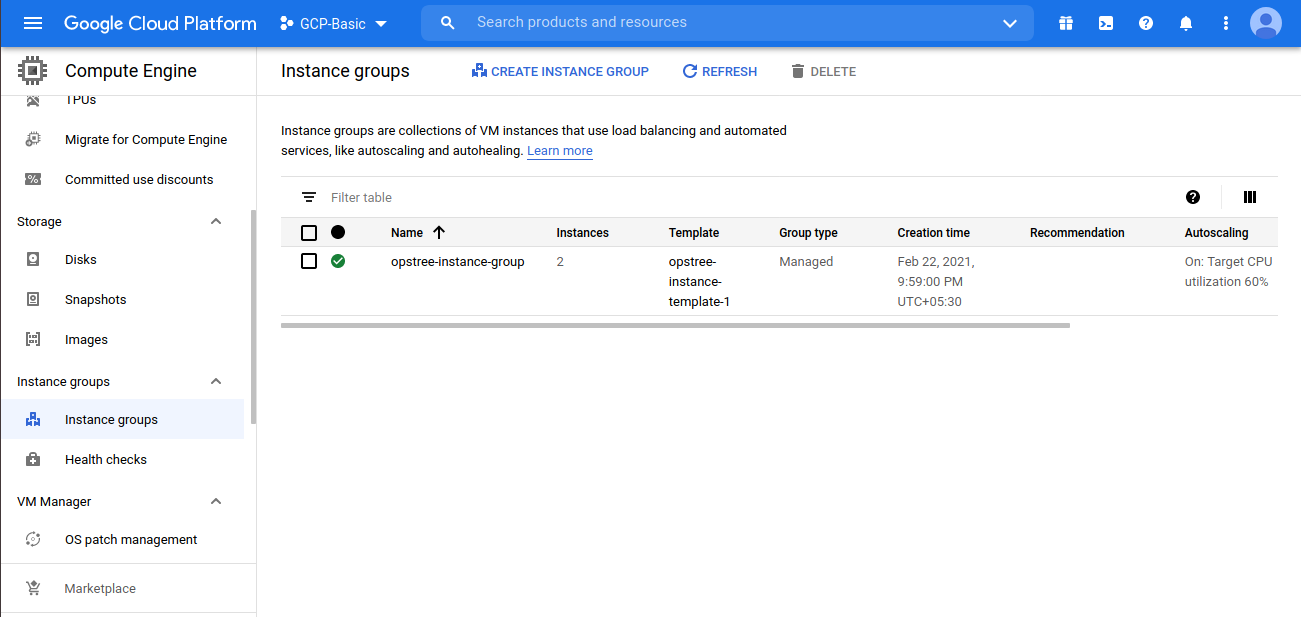 Google Cloud Platform
GCP-Basic
Search products and resources
Compute Engine
Instance groups
CREATE INSTANCE GROUP
REFRESH
DELETE
TPUs
Migrate for Compute Engine
Committed use discounts
Storage
Disks
Snapshots
Images
Instance groups
Instance groups
Health checks
VM Manager
OS patch management
Marketplace
Instance groups are collections of VM instances that use load balancing and automated
services, like autoscaling and autohealing. Learn more
Filter table
Name Instances Template Group type Creation time Recommendation Autoscaling
opstree-instance-group 2 opstree- Managed Feb 22, 2021, On: Target CPU
instance- 9:59:00 PM utilization 60%
template-1 UTC+05:30